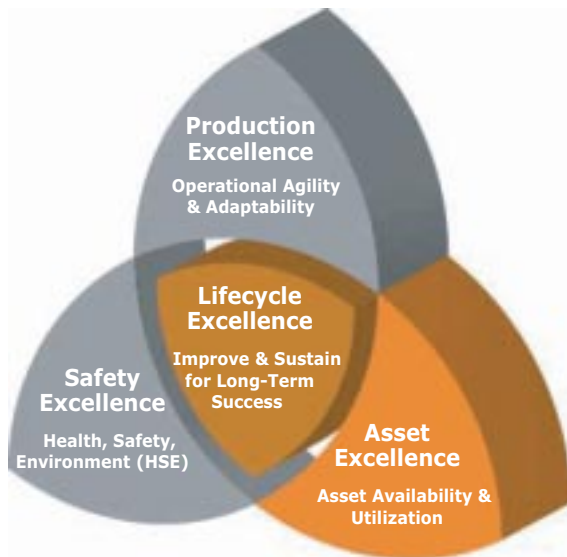 Production
Excellence
Operational Agility
& Adaptability
Lifecycle
Excellence
Improve & Sustain
for Long-Term
Success
Safety
Excellence
Health, Safety,
Environment (HSE)
Asset
Excellence
Asset Availability &
Utilization